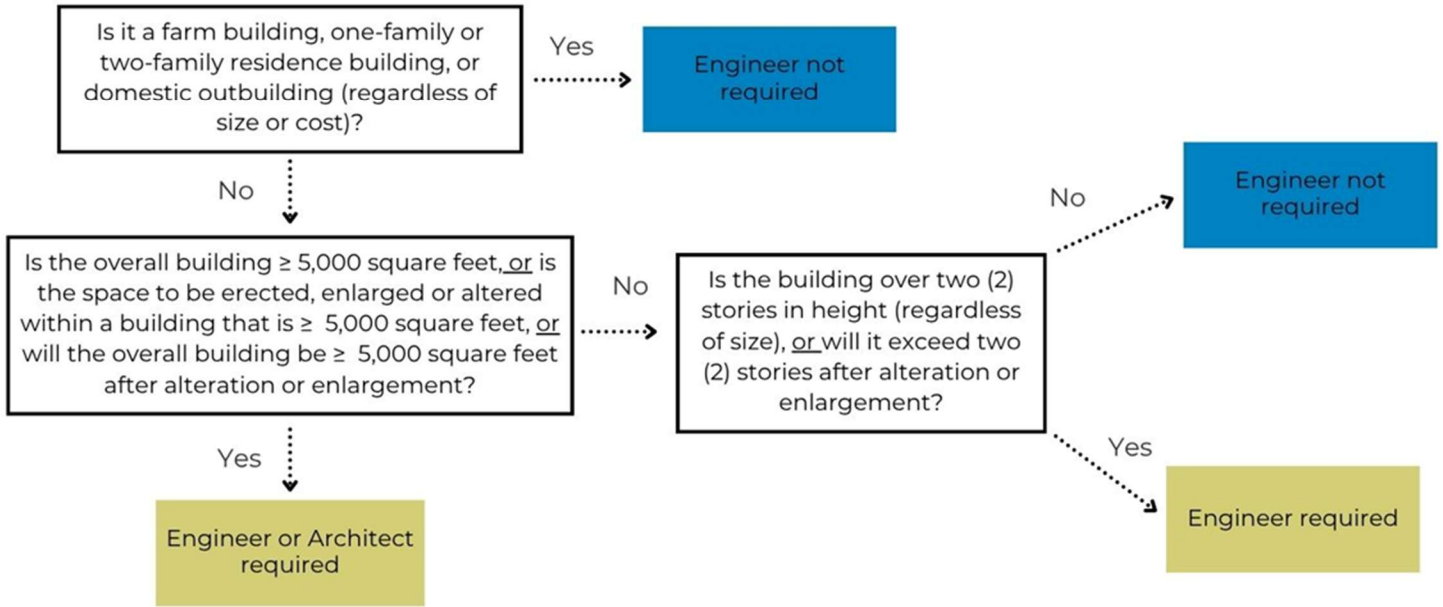 Is it a farm building, one-family or
two-family residence building, or
domestic outbuilding (regardless of
size or cost)?
Yes
Engineer not
required
No
Is the overall building ≥ 5,000 square feet, or is
the space to be erected, enlarged or altered
within a building that is ≥ 5,000 square feet, or
will the overall building be ≥ 5,000 square feet
after alteration or enlargement?
No
Is the building over two (2)
stories in height (regardless
of size), or will it exceed two
(2) stories after alteration or
enlargement?
No
Engineer not
required
Yes
Engineer required
Yes
Engineer or Architect
required